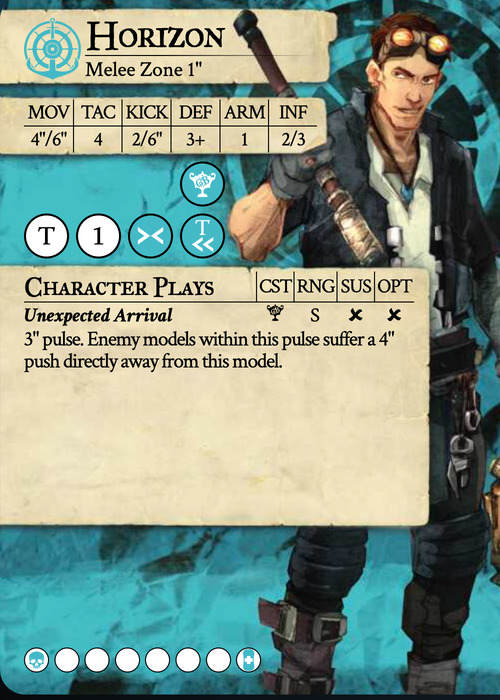 HORIZON
Melee Zone 1"
MOV TAC KICK DEF ARM INF
4"/6" 4 2/6" 3+ 1 2/3
GB
T 1 >< T <<
CHARACTER PLAYS CST RNG SUS OPT
Unexpected Arrival GB S ✘ ✘
3" pulse. Enemy models within this pulse suffer a 4"
push directly away from this model.